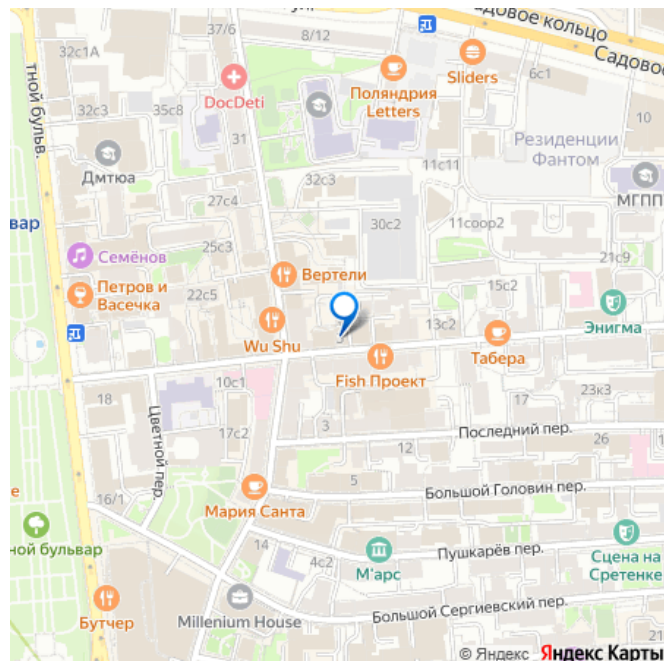 37/6
8/12
Садовое кольцо
Садовое
32с1А
DocDeti
Поляндрия
Letters
Sliders
6с1
тной бульв.
32с3
35с8
31
10
Резиденции
Фантом
Дмтюа
11с11
МГПП
27с4
32с3
30с2
11соор2
вар
25с3
Семёнов
Вертели
21с9
Петров и
Васечка
22с5
15с2
Энигма
13с2
Wu Shu
Табера
Fish Проект
10с1
23к3
18
17
Цветной пер.
17с2
3
Последний пер.
12
26
5
Большой Головин пер.
16/1
Мария Санта
ной бульвар
14
4с2
М'арс
Пушкарёв пер.
Сцена на
Сретенке
Millenium House
Бутчер
Большой Сергиевский пер.
21
© Яндекс Яндекс Карты